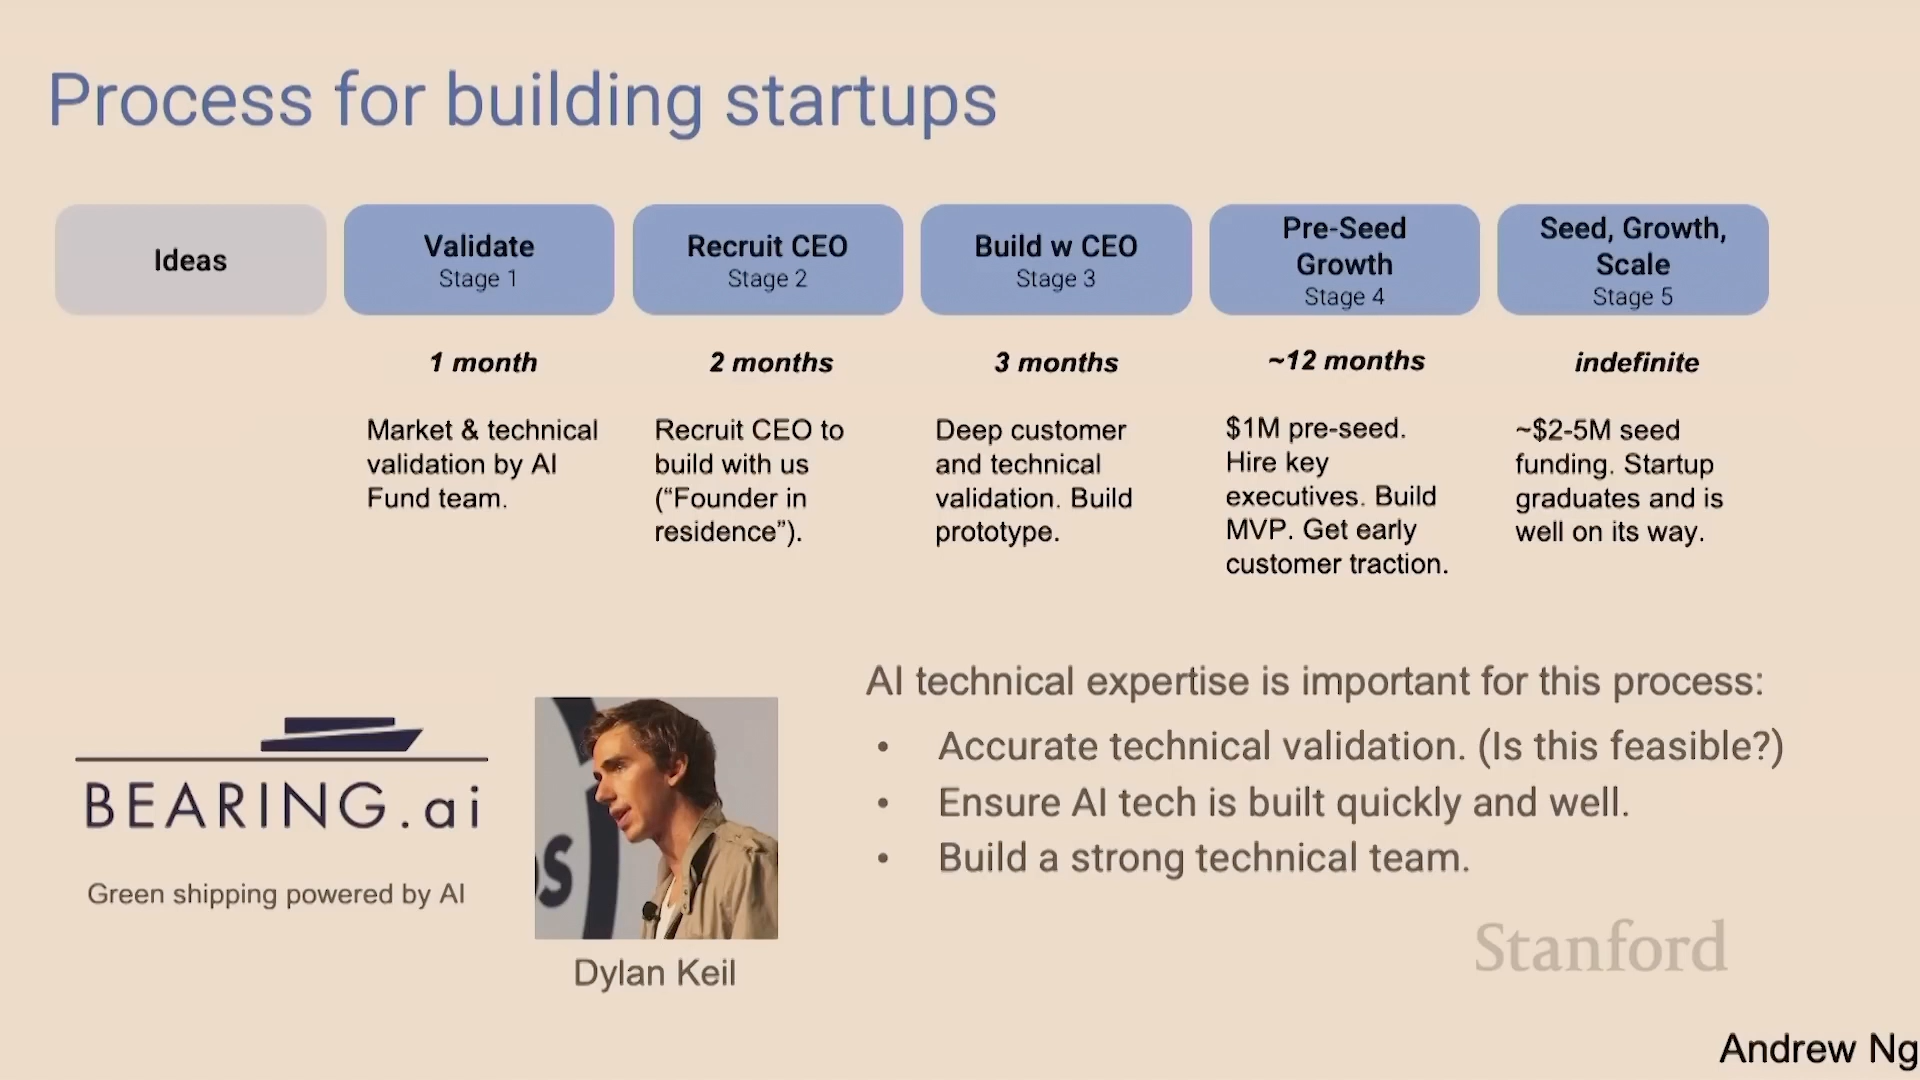 Process for building startups
Ideas
Validate
Stage 1
Recruit CEO
Stage 2
Build w CEO
Stage 3
Pre-Seed
Growth
Stage 4
Seed, Growth,
Scale
Stage 5
1 month
2 months
3 months
~12 months
indefinite
Market & technical
validation by AI
Fund team.
Recruit CEO to
build with us
(“Founder in
residence”).
Deep customer
and technical
validation. Build
prototype.
$1M pre-seed.
Hire key
executives. Build
MVP. Get early
customer traction.
~$2-5M seed
funding. Startup
graduates and is
well on its way.
BEARING.ai
Green shipping powered by AI
Dylan Keil
AI technical expertise is important for this process:
• Accurate technical validation. (Is this feasible?)
• Ensure AI tech is built quickly and well.
• Build a strong technical team.
Stanford
Andrew Ng